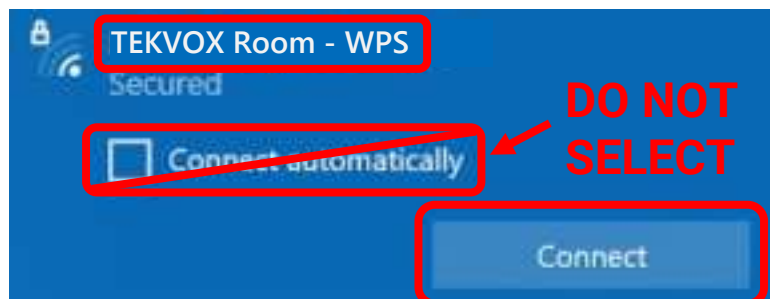 TEKVOX Room - WPS
Secured
Connect automatically
DO NOT
SELECT
Connect